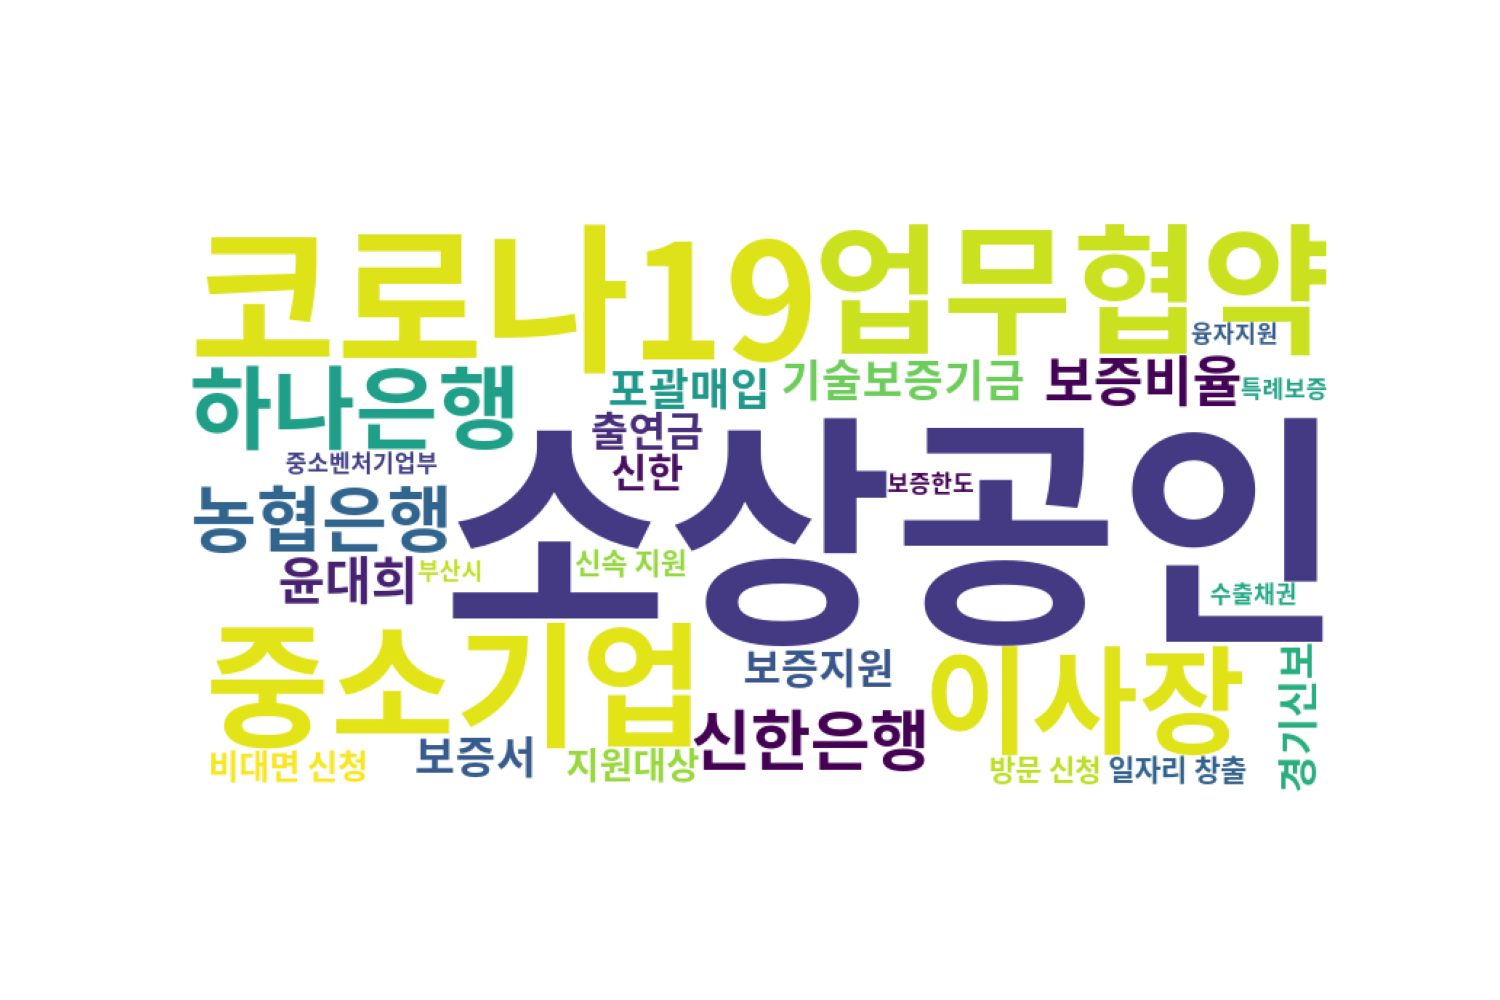 코로나19
업무협약
융자지원
하나은행
포괄매입
기술보증기금
보증비율
특례보증
출연금
중소벤처기업부
신한
소상공인
보증한도
농협은행
윤대희
부산시
신속 지원
수출채권
중소기업
보증지원
이사장
경기신보
비대면 신청
보증서
지원대상
신한은행
방문 신청
일자리 창출